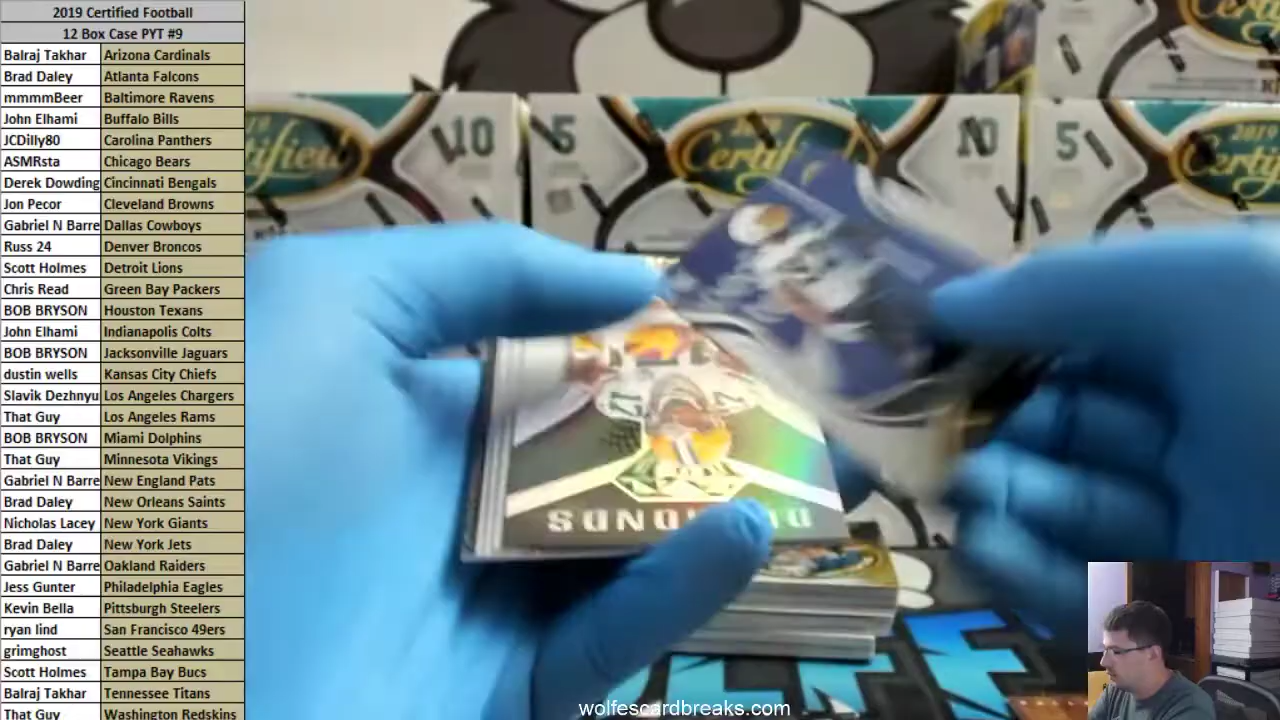 2019 Certified Football
12 Box Case PYT #9
Balraj Takhar Arizona Cardinals
Brad Daley Atlanta Falcons
mmmmBeer Baltimore Ravens
John Elhami Buffalo Bills
JCDilly80 Carolina Panthers
ASMRsta Chicago Bears
Derek Dowding Cincinnati Bengals
Jon Pecor Cleveland Browns
Gabriel N Barre Dallas Cowboys
Russ 24 Denver Broncos
Scott Holmes Detroit Lions
Chris Read Green Bay Packers
BOB BRYSON Houston Texans
John Elhami Indianapolis Colts
BOB BRYSON Jacksonville Jaguars
dustin wells Kansas City Chiefs
Slavik Dezhnyu Los Angeles Chargers
That Guy Los Angeles Rams
BOB BRYSON Miami Dolphins
That Guy Minnesota Vikings
Gabriel N Barre New England Pats
Brad Daley New Orleans Saints
Nicholas Lacey New York Giants
Brad Daley New York Jets
Gabriel N Barre Oakland Raiders
Jess Gunter Philadelphia Eagles
Kevin Bella Pittsburgh Steelers
ryan lind San Francisco 49ers
grimghost Seattle Seahawks
Scott Holmes Tampa Bay Bucs
Balraj Takhar Tennessee Titans
That Guy Washington Redskins
10 5 10 5
2019
wolfescardbreaks.com